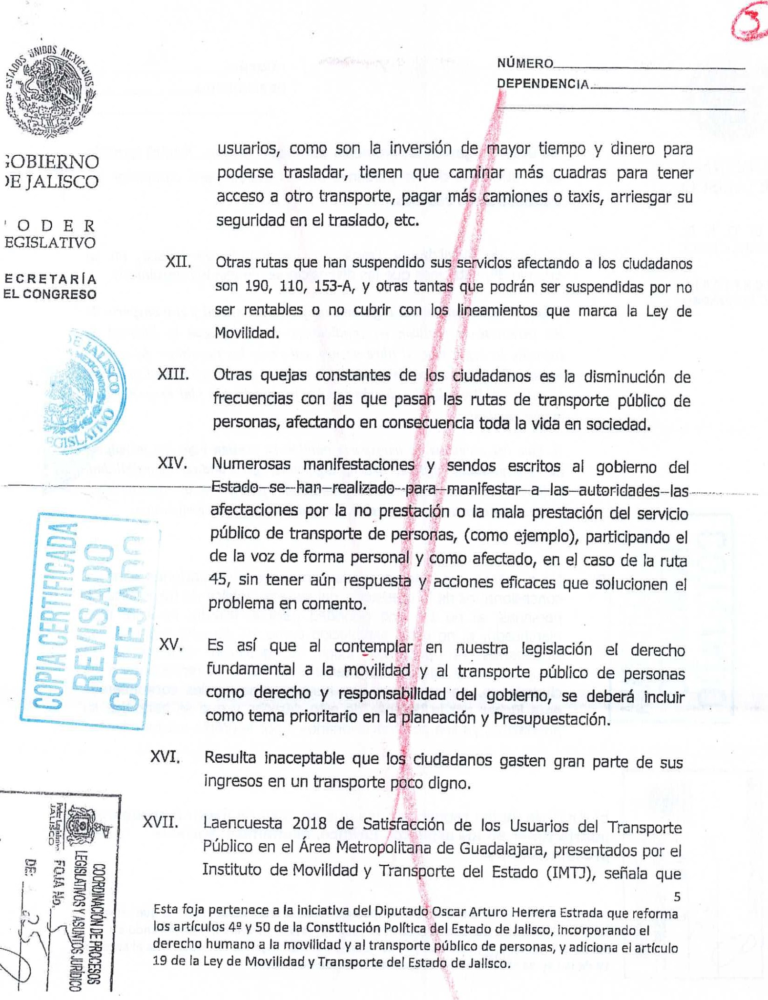 3
ESTADOS UNIDOS MEXICANOS
NÚMERO
DEPENDENCIA
GOBIERNO
DE JALISCO
PODER
LEGISLATIVO
SECRETARÍA
DEL CONGRESO
usuarios, como son la inversión de mayor tiempo y dinero para
poderse trasladar, tienen que caminar más cuadras para tener
acceso a otro transporte, pagar más camiones o taxis, arriesgar su
seguridad en el traslado, etc.
XII. Otras rutas que han suspendido sus servicios afectando a los ciudadanos
son 190, 110, 153-A, y otras tantas que podrán ser suspendidas por no
ser rentables o no cubrir con los lineamientos que marca la Ley de
Movilidad.
DE JALISCO
MEXICANOS
LEGISLATIVO
XIII. Otras quejas constantes de los ciudadanos es la disminución de
frecuencias con las que pasan las rutas de transporte público de
personas, afectando en consecuencia toda la vida en sociedad.
XIV. Numerosas manifestaciones y sendos escritos al gobierno del
Estado se han realizado para manifestar a las autoridades las
afectaciones por la no prestación o la mala prestación del servicio
público de transporte de personas, (como ejemplo), participando el
de la voz de forma personal y como afectado, en el caso de la ruta
45, sin tener aún respuesta y acciones eficaces que solucionen el
problema en comento.
COPIA CERTIFICADA
REVISADO
COTEJADO
XV. Es así que al contemplar en nuestra legislación el derecho
fundamental a la movilidad y al transporte público de personas
como derecho y responsabilidad del gobierno, se deberá incluir
como tema prioritario en la planeación y Presupuestación.
XVI. Resulta inaceptable que los ciudadanos gasten gran parte de sus
ingresos en un transporte poco digno.
XVII. Laencuesta 2018 de Satisfacción de los Usuarios del Transporte
Público en el Área Metropolitana de Guadalajara, presentados por el
Instituto de Movilidad y Transporte del Estado (IMTJ), señala que
5
Esta foja pertenece a la iniciativa del Diputado Oscar Arturo Herrera Estrada que reforma
los artículos 4º y 50 de la Constitución Política del Estado de Jalisco, incorporando el
derecho humano a la movilidad y al transporte público de personas, y adiciona el artículo
19 de la Ley de Movilidad y Transporte del Estado de Jalisco.
COORDINACIÓN DE PROCESOS
LEGISLATIVOS Y ASUNTOS JURÍDICO
Poder Legislativo
JALISCO
FOJA No. 5
DE: 25